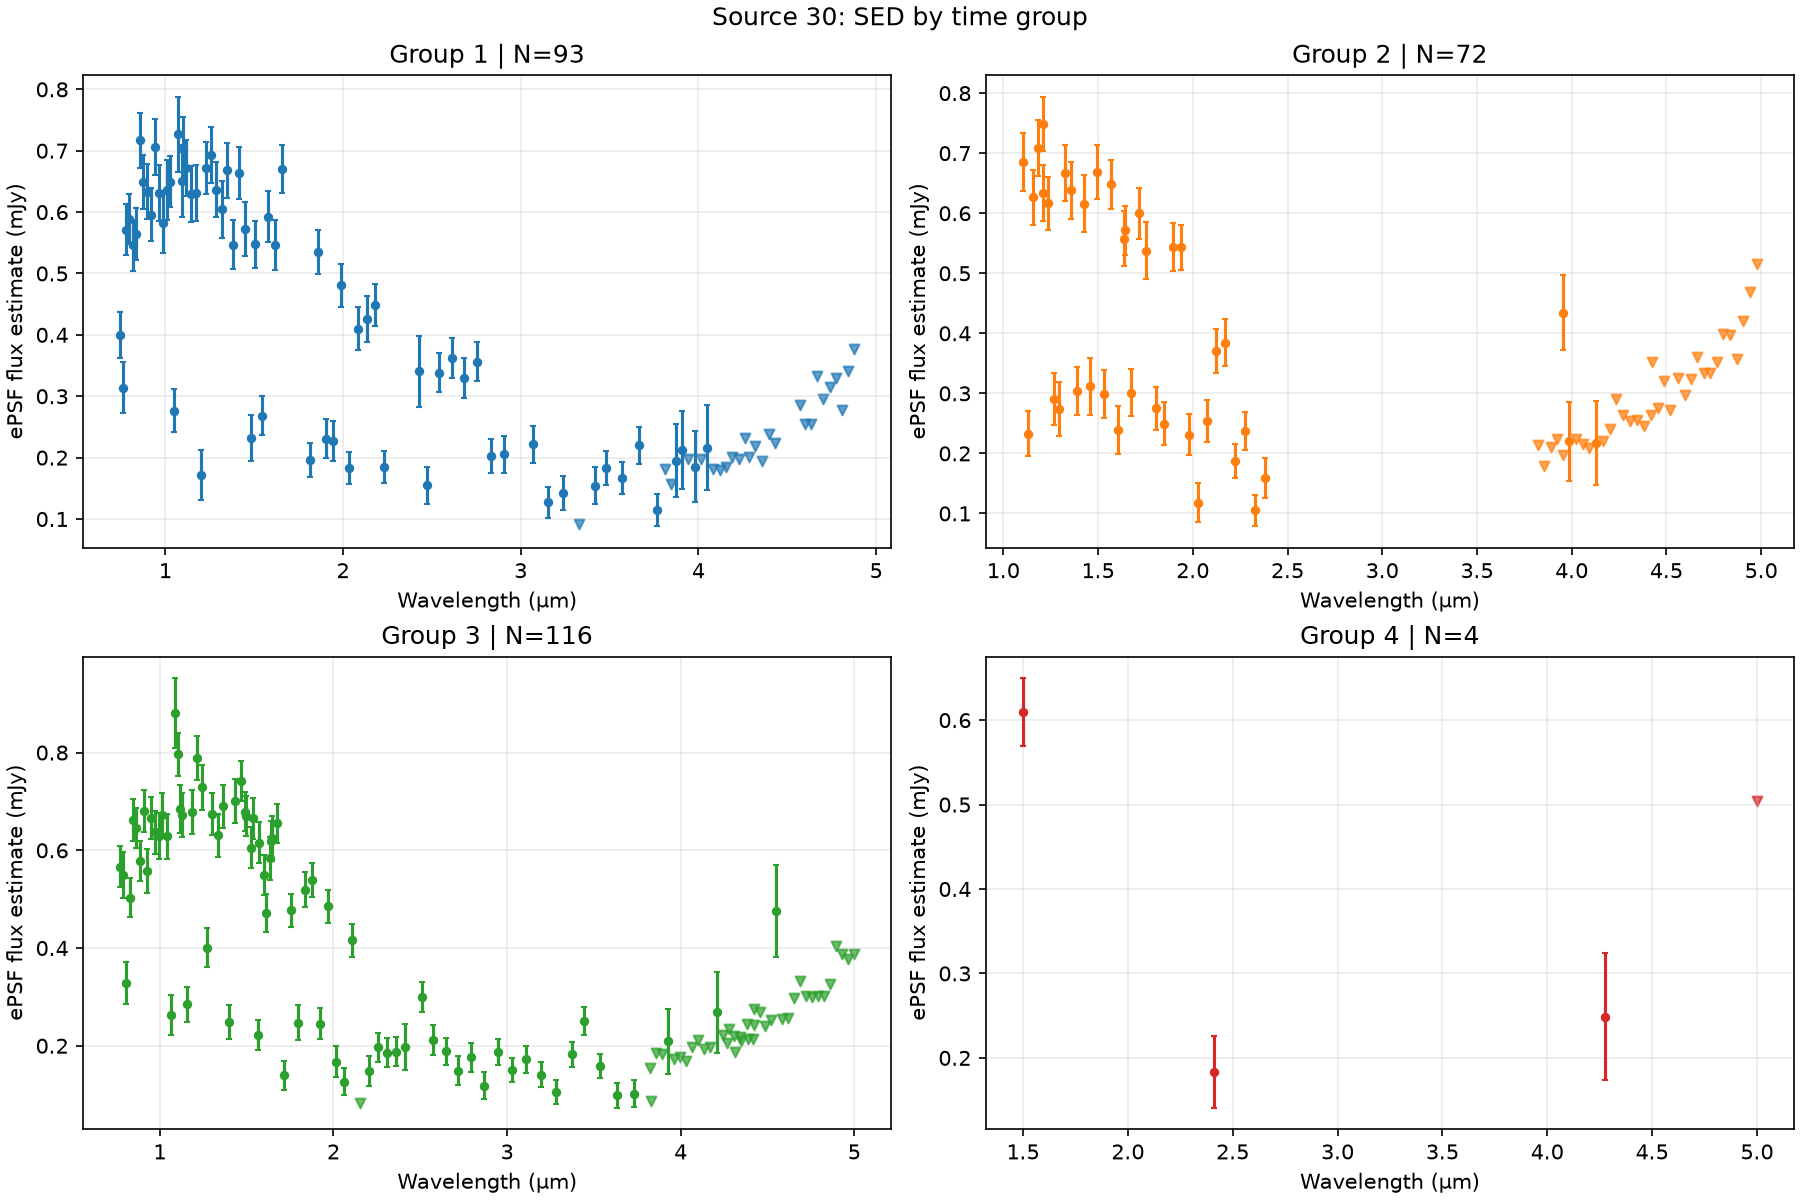 Source 30: SED by time group
Group 1 | N=93
ePSF flux estimate (mJy)
0.8
0.7
0.6
0.5
0.4
0.3
0.2
0.1
1 2 3 4 5
Wavelength (µm)
Group 2 | N=72
ePSF flux estimate (mJy)
0.8
0.7
0.6
0.5
0.4
0.3
0.2
0.1
1.0 1.5 2.0 2.5 3.0 3.5 4.0 4.5 5.0
Wavelength (µm)
Group 3 | N=116
ePSF flux estimate (mJy)
0.8
0.6
0.4
0.2
1 2 3 4 5
Wavelength (µm)
Group 4 | N=4
ePSF flux estimate (mJy)
0.6
0.5
0.4
0.3
0.2
1.5 2.0 2.5 3.0 3.5 4.0 4.5 5.0
Wavelength (µm)